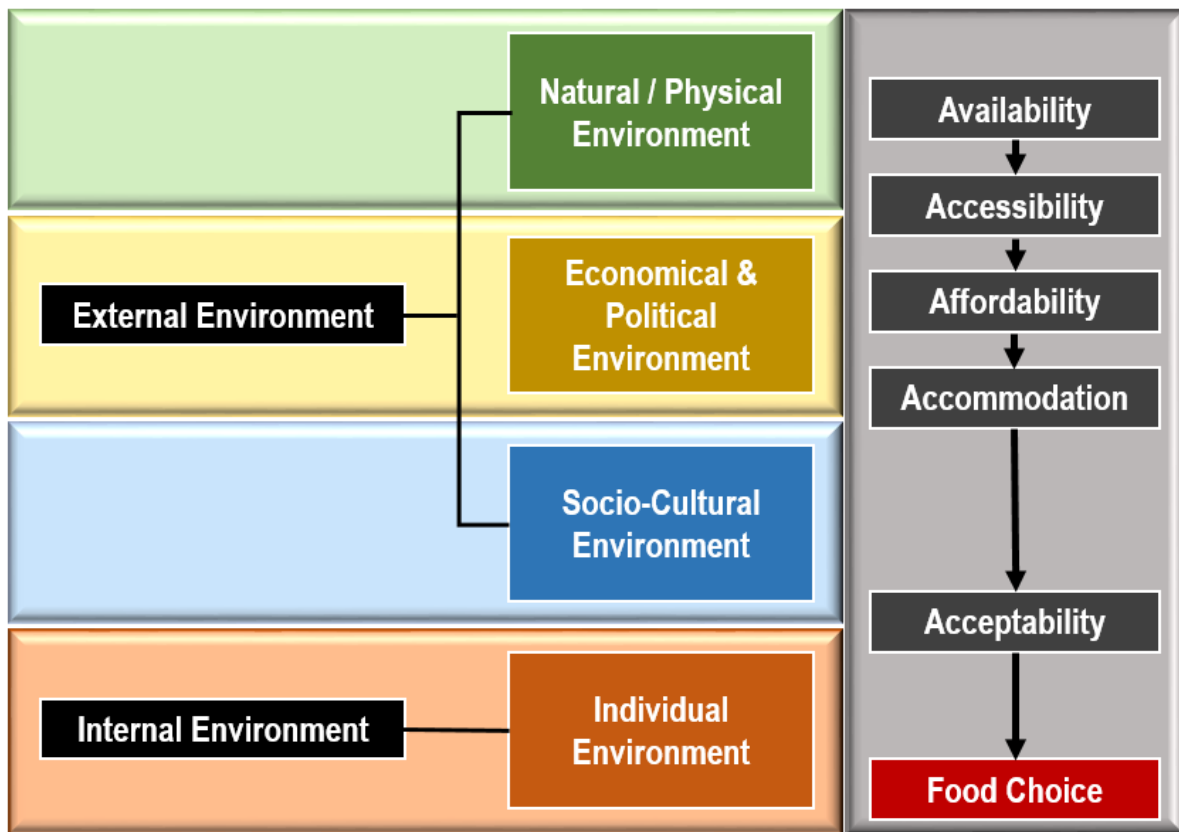 Natural / Physical
Environment
Economical &
Political
Environment
External Environment
Socio-Cultural
Environment
Internal Environment
Individual
Environment
Availability
Accessibility
Affordability
Accommodation
Acceptability
Food Choice